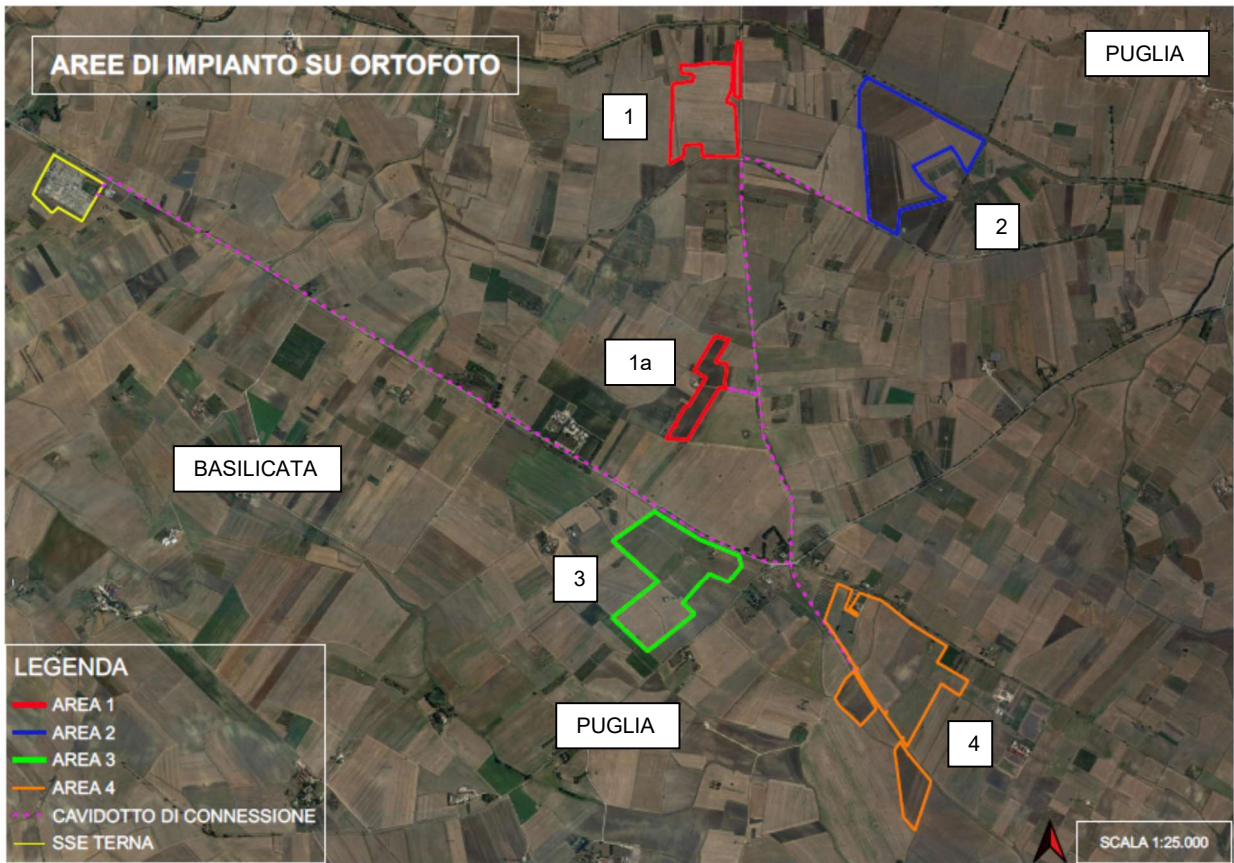 AREE DI IMPIANTO SU ORTOFOTO
PUGLIA
1
2
1a
BASILICATA
3
PUGLIA
4
LEGENDA
AREA 1
AREA 2
AREA 3
AREA 4
CAVIDOTTO DI CONNESSIONE
SSE TERNA
SCALA 1:25.000